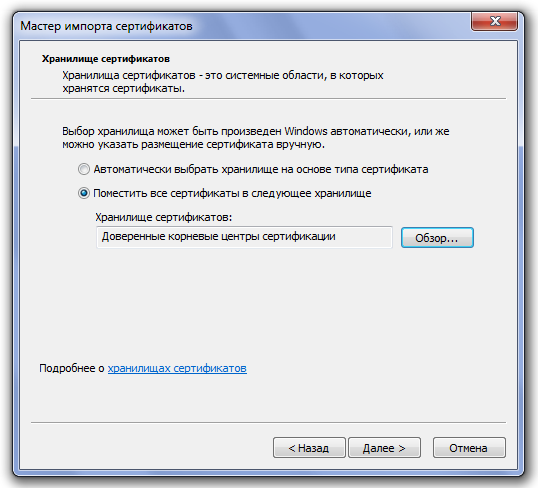 Мастер импорта сертификатов
Хранилище сертификатов
Хранилища сертификатов - это системные области, в которых
хранятся сертификаты.
Выбор хранилища может быть произведен Windows автоматически, или же
можно указать размещение сертификата вручную.
Автоматически выбрать хранилище на основе типа сертификата
Поместить все сертификаты в следующее хранилище
Хранилище сертификатов:
Доверенные корневые центры сертификации
Обзор...
Подробнее о хранилищах сертификатов
< Назад
Далее >
Отмена